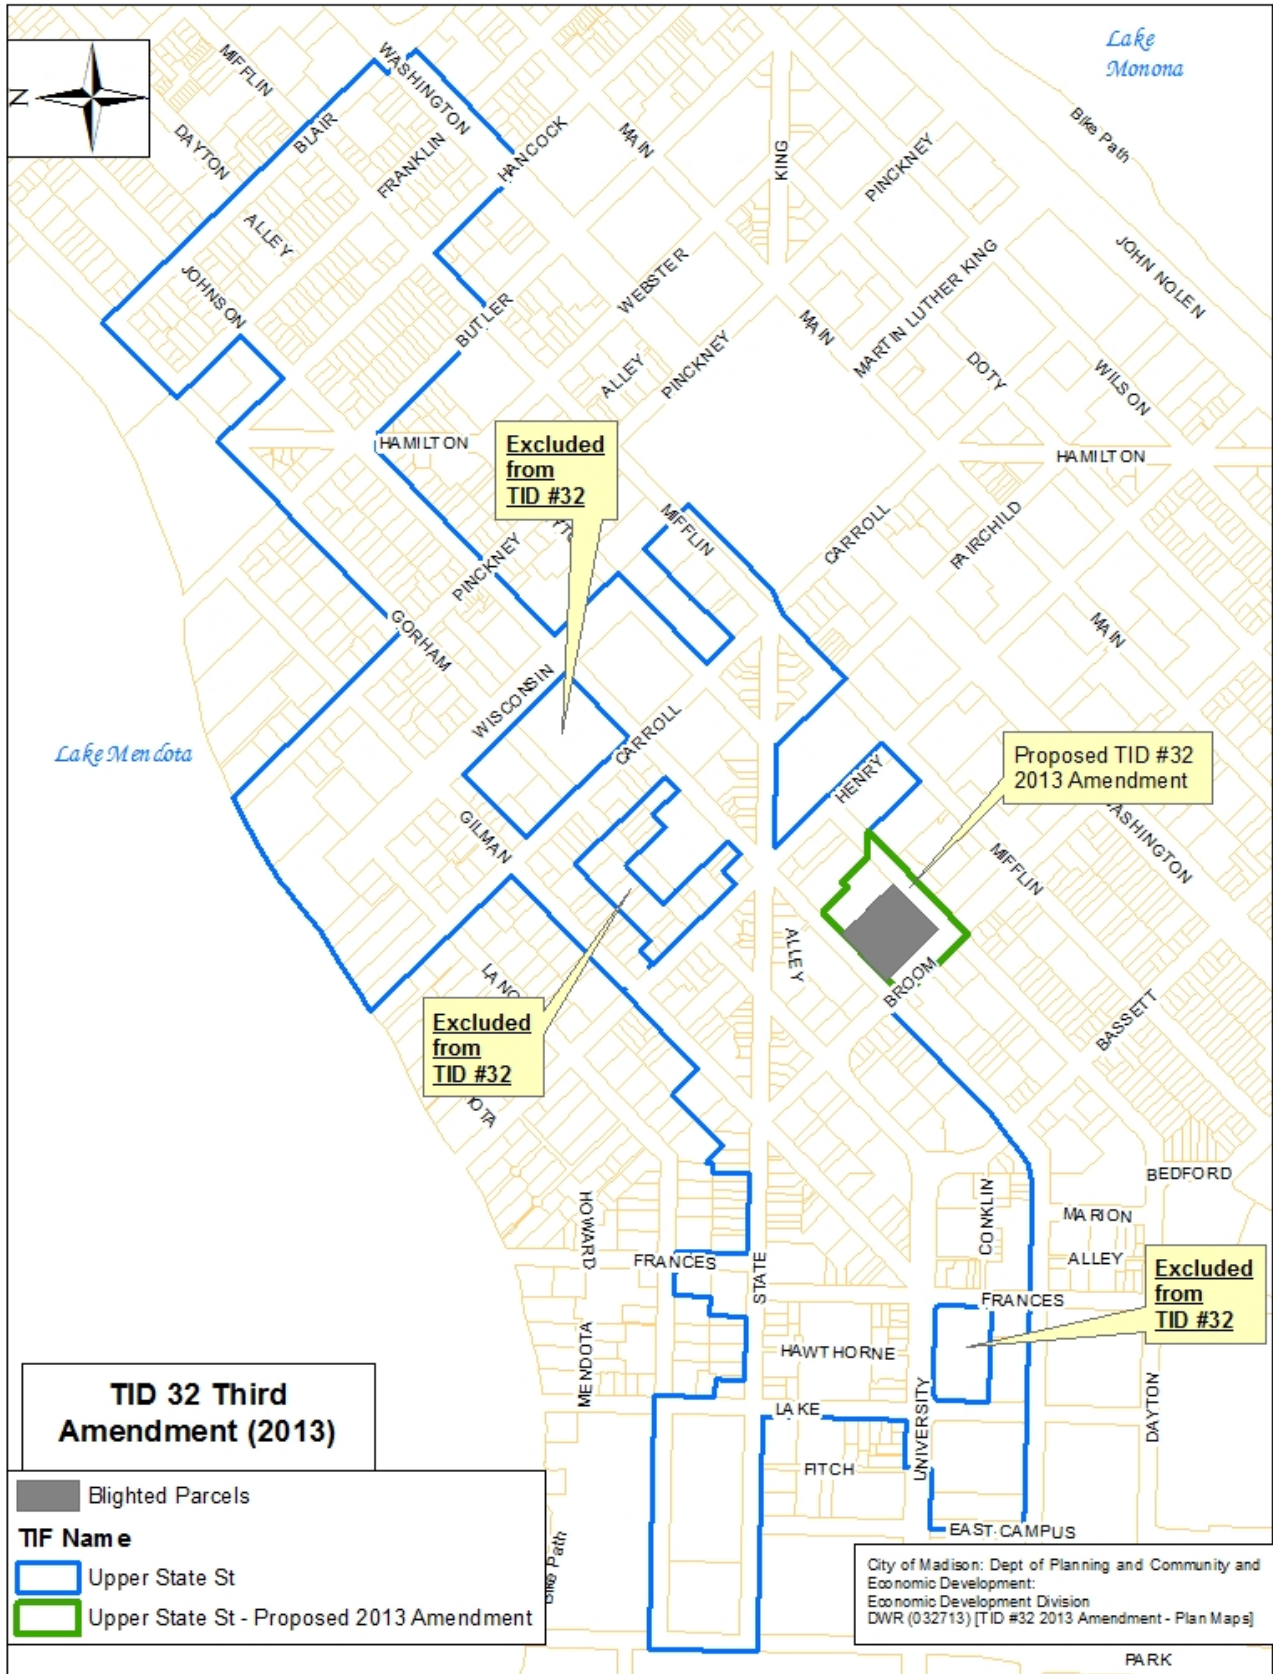 Lake
Monona
N
MIFFLIN
WASHINGTON
DAYTON
BLAIR
FRANKLIN
HANCOCK
MAIN
KING
PINCKNEY
Bike Path
ALLEY
JOHNSON
BUTLER
WEBSTER
ALLEY
PINCKNEY
MAIN
MARTIN LUTHER KING
JOHN NOLEN
DOTY
WILSON
HAMILTON
HAMILTON
Excluded
from
TID #32
MIFFLIN
CARROLL
FAIRCHILD
PINCKNEY
GORHAM
MAIN
WISCONSIN
CARROLL
Lake Mendota
HENRY
Proposed TID #32
2013 Amendment
GILMAN
MIFFLIN
ALLEY
BROOM
BASSETT
Excluded
from
TID #32
BEDFORD
HOWARD
CONKLIN
MARION
ALLEY
FRANCES
STATE
FRANCES
Excluded
from
TID #32
MENDOTA
HAWTHORNE
LAKE
UNIVERSITY
DAYTON
FITCH
EAST CAMPUS
PARK
TID 32 Third
Amendment (2013)
Blighted Parcels
TIF Name
Upper State St
Upper State St - Proposed 2013 Amendment
City of Madison: Dept of Planning and Community and
Economic Development:
Economic Development Division
DWR (032713) [TID #32 2013 Amendment - Plan Maps]